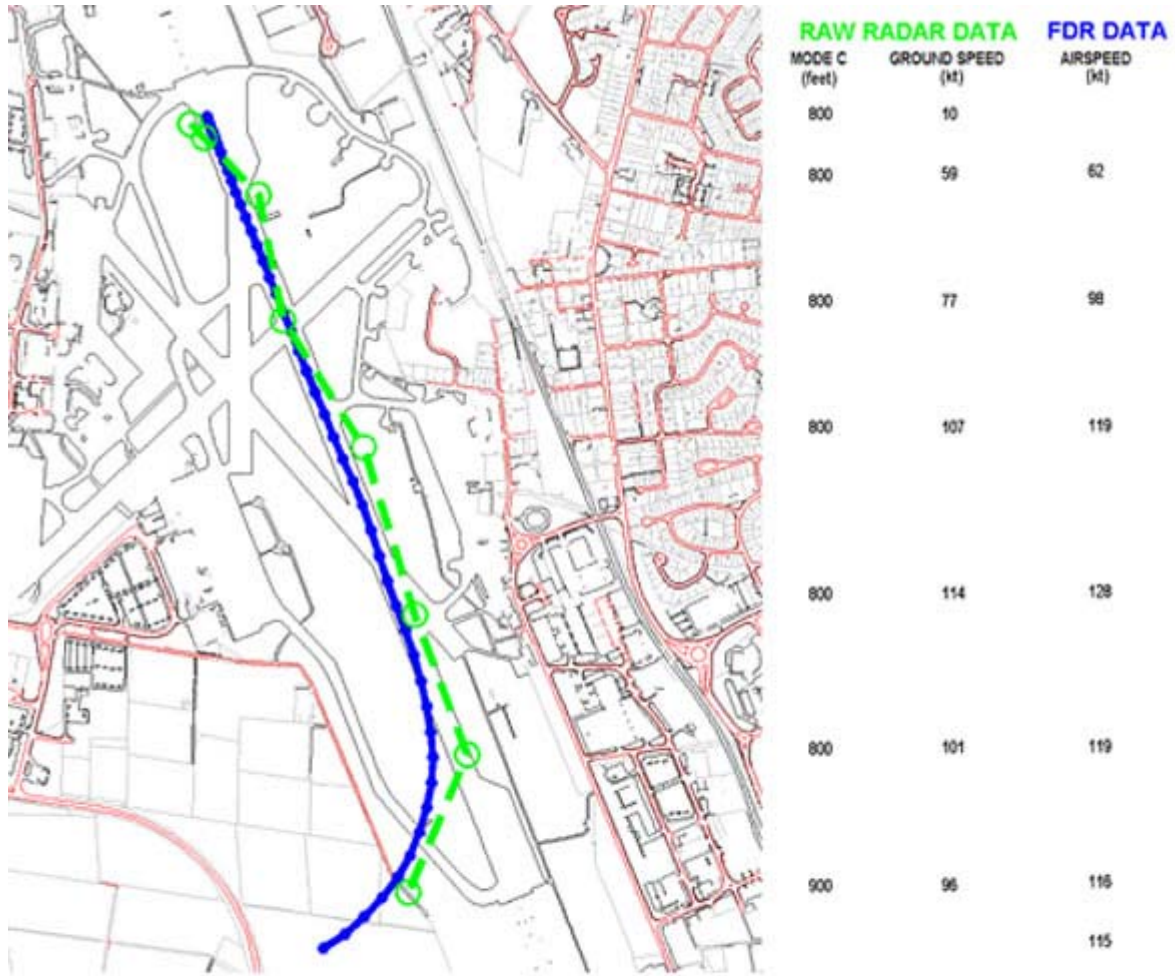 RAW RADAR DATA FDR DATA
MODE C GROUND SPEED AIRSPEED
(feet) (kt) (kt)
800 10
800 59 62
800 77 98
800 107 119
800 114 128
800 101 119
900 96 116
115